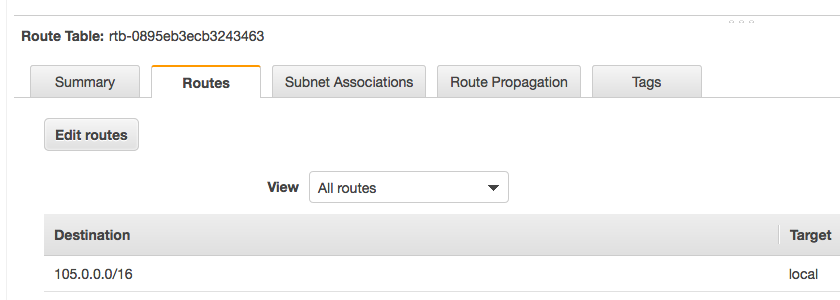 Route Table: rtb-0895eb3ecb3243463
Summary Routes Subnet Associations Route Propagation Tags
Edit routes
View All routes
Destination Target
105.0.0.0/16 local